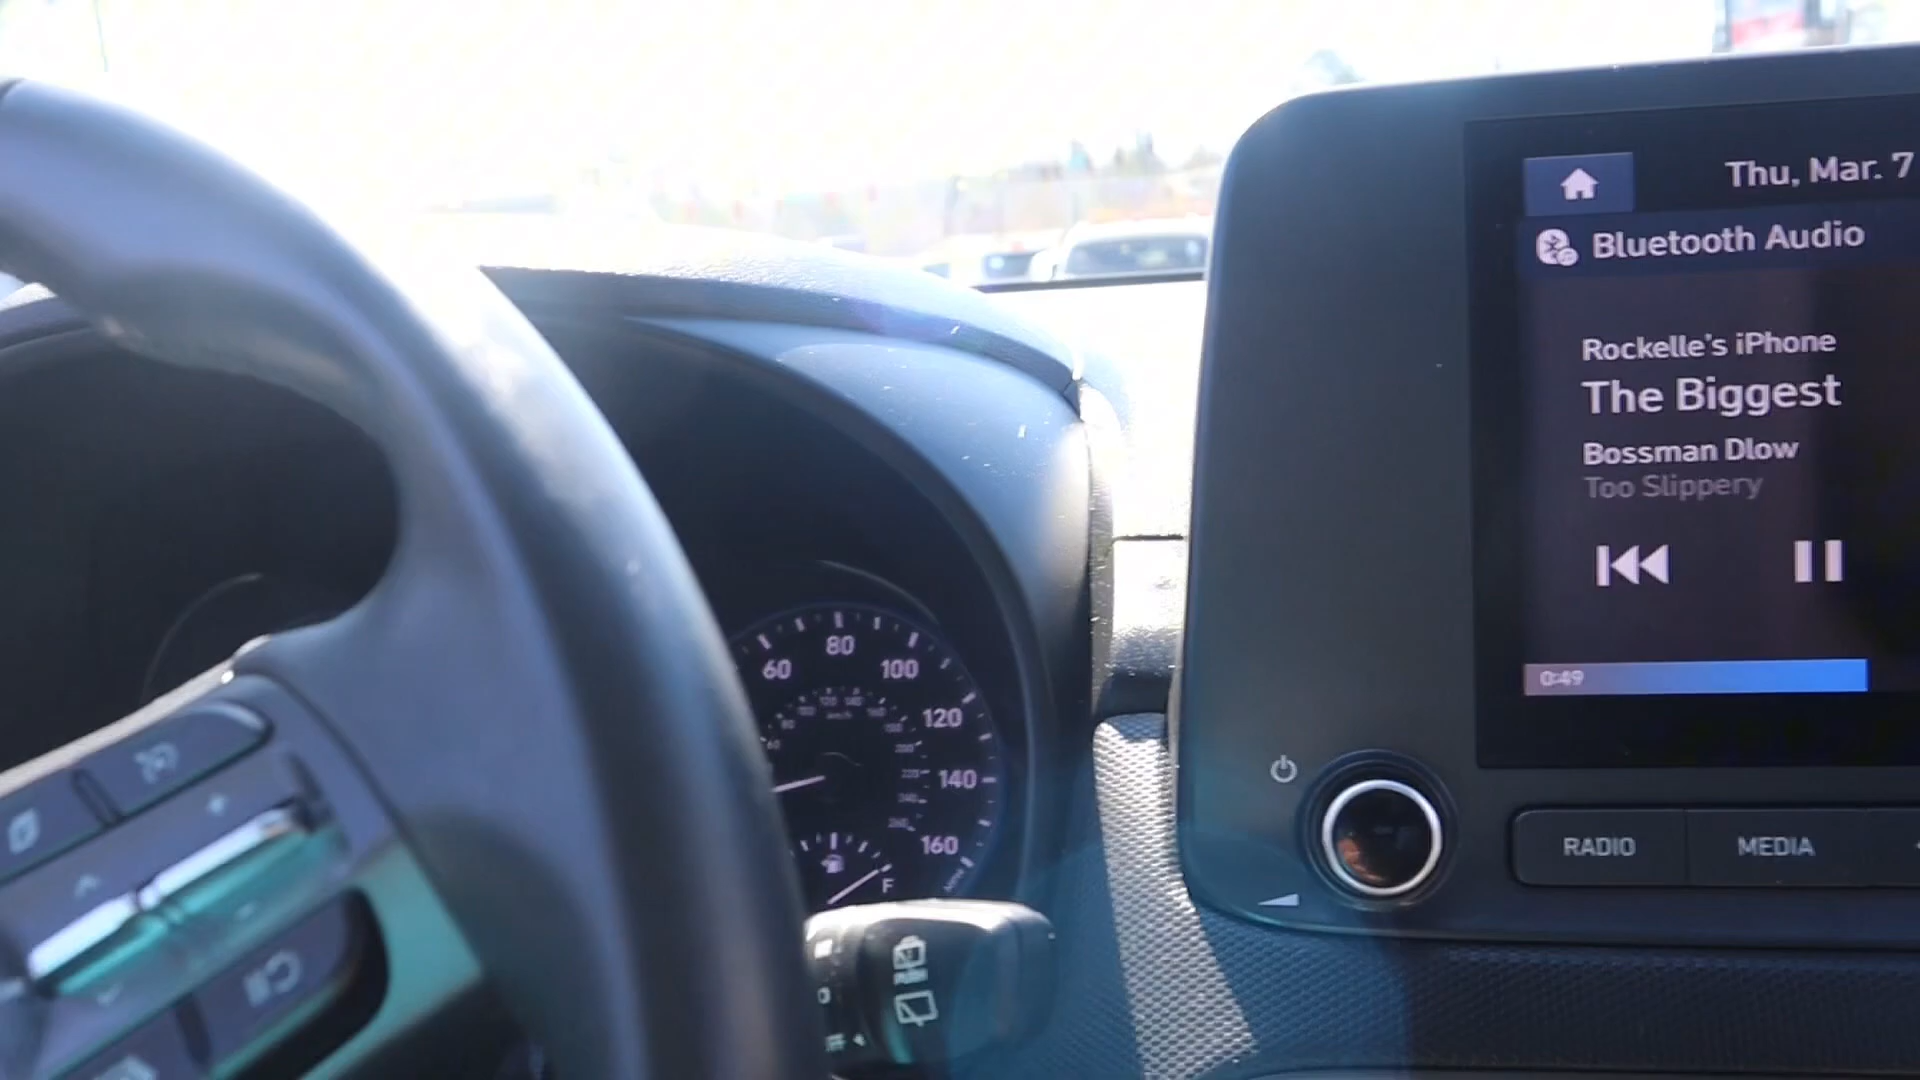 Thu, Mar. 7
Bluetooth Audio
Rockelle's iPhone
The Biggest
Bossman Dlow
Too Slippery
0:49
RADIO
MEDIA
60
80
100
120
140
160
km/h
F